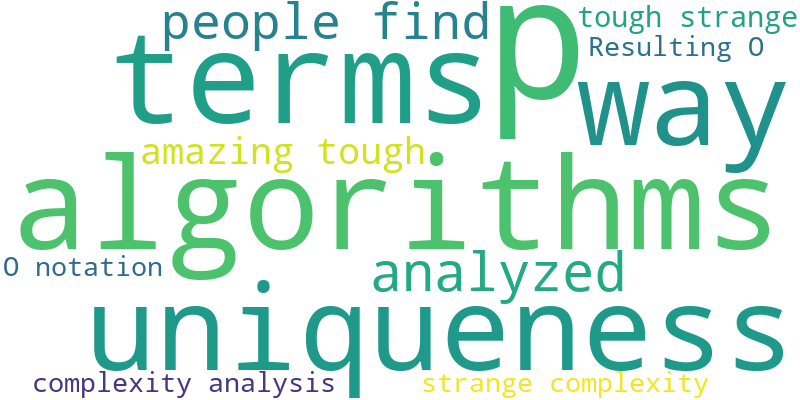 people find
p
tough strange
Resulting O
terms
way
amazing tough
algorithms
O notation
analyzed
uniqueness
complexity analysis
strange complexity